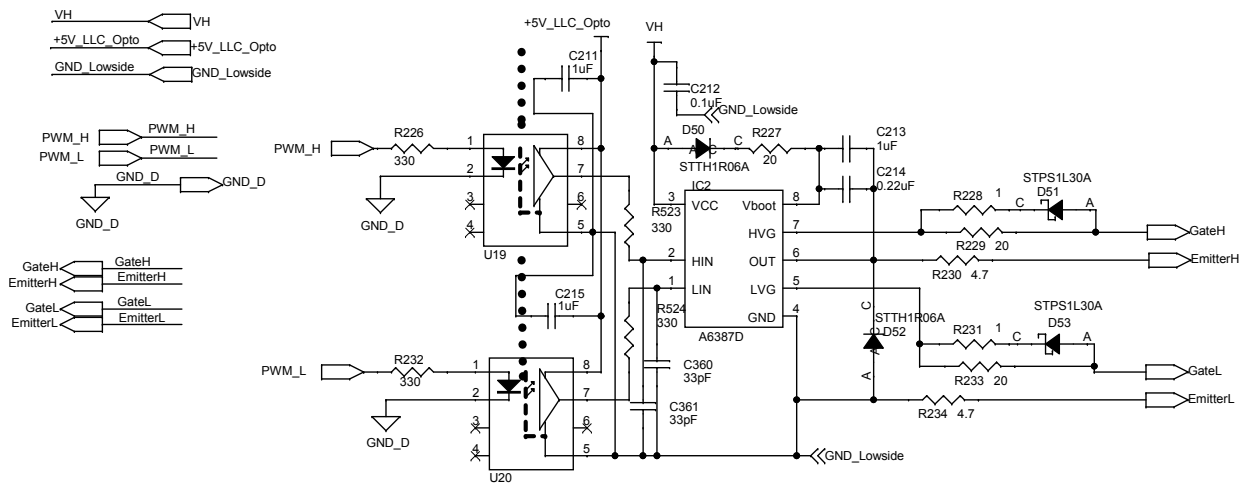 VH
VH
+5V_LLC_Opto
+5V_LLC_Opto
GND_Lowside
GND_Lowside
PWM_H
PWM_H
PWM_L
PWM_L
GND_D
GND_D
GND_D
GateH
GateH
EmitterH
EmitterH
GateL
GateL
EmitterL
EmitterL
+5V_LLC_Opto
C211
1uF
PWM_H
R226
330
1
2
3
4
8
7
6
5
U19
GND_D
C215
1uF
PWM_L
R232
330
1
2
3
4
8
7
6
5
U20
GND_D
VH
C212
0.1uF
GND_Lowside
D50
A
A
C
C
STTH1R06A
R227
20
C213
1uF
C214
0.22uF
R523
330
R524
330
IC2
3
VCC
2
HIN
1
LIN
Vboot
8
HVG
7
OUT
6
LVG
5
GND
4
A6387D
C360
33pF
C361
33pF
C
STTH1R06A
C
A
D52
A
GND_Lowside
R228
1
C
STPS1L30A
D51
A
R229
20
R230
4.7
GateH
EmitterH
R231
1
C
STPS1L30A
D53
A
R233
20
R234
4.7
GateL
EmitterL